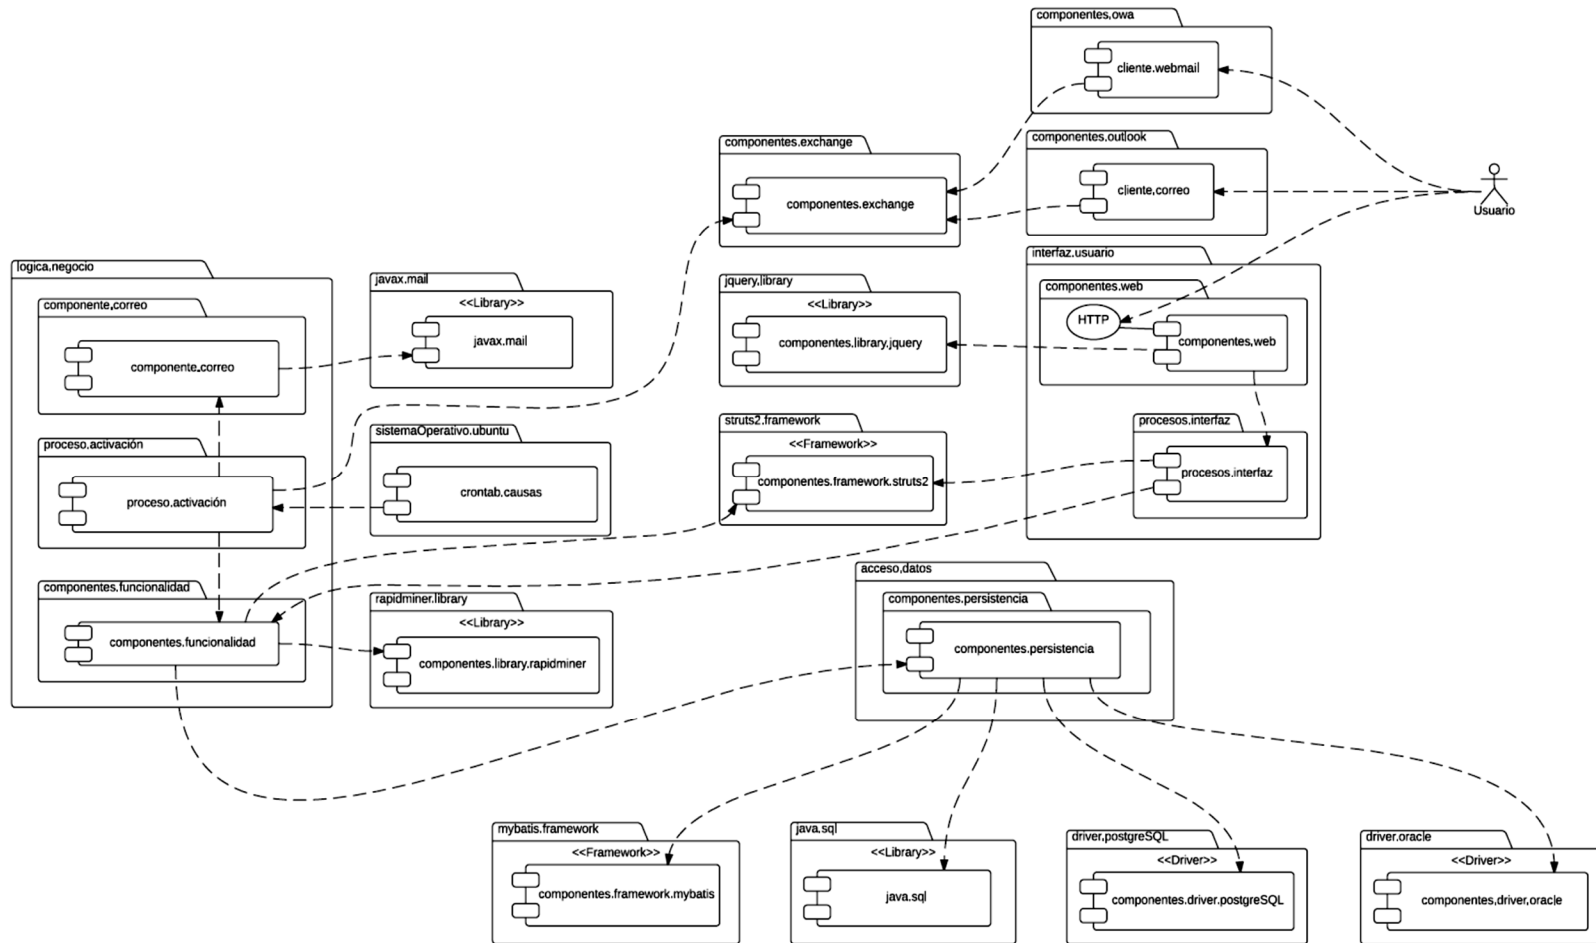 componentes.owa
cliente.webmail
componentes.outlook
cliente.correo
Usuario
componentes.exchange
componentes.exchange
logica.negocio
componente.correo
componente.correo
proceso.activación
proceso.activación
componentes.funcionalidad
componentes.funcionalidad
javax.mail
<<Library>>
javax.mail
sistemaOperativo.ubuntu
crontab.causas
rapidminer.library
<<Library>>
componentes.library.rapidminer
jquery.library
<<Library>>
componentes.library.jquery
struts2.framework
<<Framework>>
componentes.framework.struts2
interfaz.usuario
componentes.web
HTTP
componentes.web
procesos.interfaz
procesos.interfaz
acceso.datos
componentes.persistencia
componentes.persistencia
mybatis.framework
<<Framework>>
componentes.framework.mybatis
java.sql
<<Library>>
java.sql
driver.postgreSQL
<<Driver>>
componentes.driver.postgreSQL
driver.oracle
<<Driver>>
componentes.driver.oracle